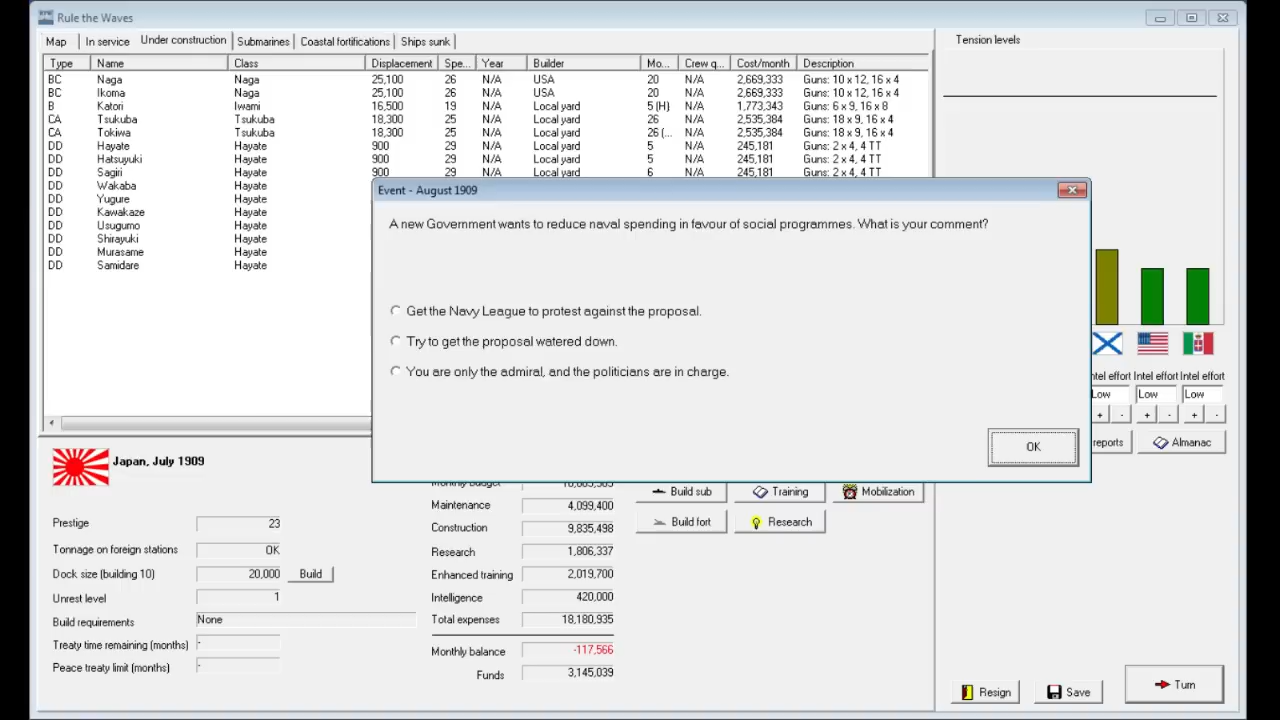 Rule the Waves
Map In service Under construction Submarines Coastal fortifications Ships sunk
Tension levels
Type Name Class Displacement Spe... Year Builder Mo... Crew q... Cost/month Description
BC Naga Naga 25,100 26 N/A USA 20 N/A 2,669,333 Guns: 10 x 12, 16 x 4
BC Ikoma Naga 25,100 26 N/A USA 20 N/A 2,669,333 Guns: 10 x 12, 16 x 4
B Katori Iwami 16,500 19 N/A Local yard 5 (H) N/A 1,773,343 Guns: 6 x 9, 16 x 8
CA Tsukuba Tsukuba 18,300 25 N/A Local yard 26 N/A 2,535,384 Guns: 18 x 9, 16 x 4
CA Tokiwa Tsukuba 18,300 25 N/A Local yard 26 (... N/A 2,535,384 Guns: 18 x 9, 16 x 4
DD Hayate Hayate 900 29 N/A Local yard 5 N/A 245,181 Guns: 2 x 4, 4 TT
DD Hatsuyuki Hayate 900 29 N/A Local yard 5 N/A 245,181 Guns: 2 x 4, 4 TT
DD Sagiri Hayate 900 29 N/A Local yard 6 N/A 245,181 Guns: 2 x 4, 4 TT
DD Wakaba Hayate
DD Yugure Hayate
DD Kawakaze Hayate
DD Usugumo Hayate
DD Shirayuki Hayate
DD Murasame Hayate
DD Samidare Hayate
Event - August 1909
A new Government wants to reduce naval spending in favour of social programmes. What is your comment?
Get the Navy League to protest against the proposal.
Try to get the proposal watered down.
You are only the admiral, and the politicians are in charge.
OK
Intel effort Intel effort Intel effort
Low Low Low
+ - + - + -
reports Almanac
Japan, July 1909
Prestige 23
Tonnage on foreign stations OK
Dock size (building 10) 20,000 Build
Unrest level 1
Build requirements None
Treaty time remaining (months) -
Peace treaty limit (months) -
Monthly budget
Maintenance 4,099,400
Construction 9,835,498
Research 1,806,337
Enhanced training 2,019,700
Intelligence 420,000
Total expenses 18,180,935
Monthly balance -117,566
Funds 3,145,039
Build sub Training Mobilization
Build fort Research
Resign Save Turn